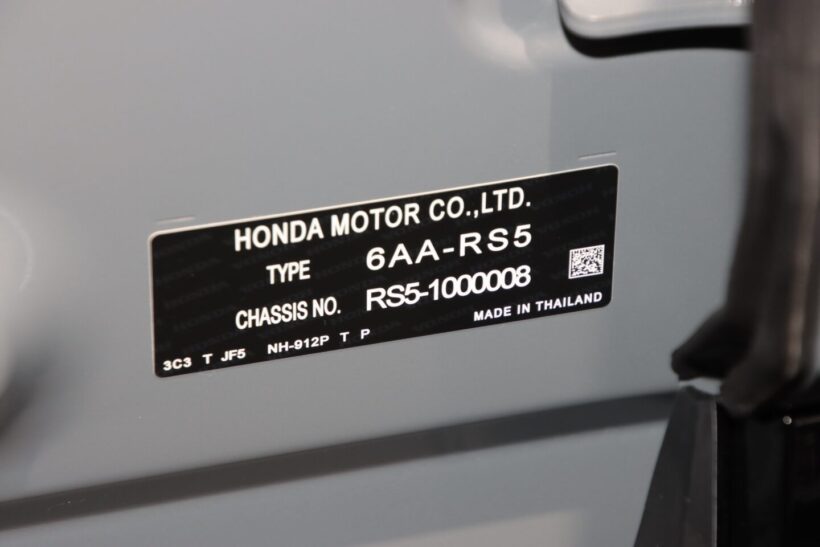 HONDA MOTOR CO.,LTD.
TYPE 6AA-RS5
CHASSIS NO. RS5-1000008
MADE IN THAILAND
3C3 T JF5 NH-912P T P